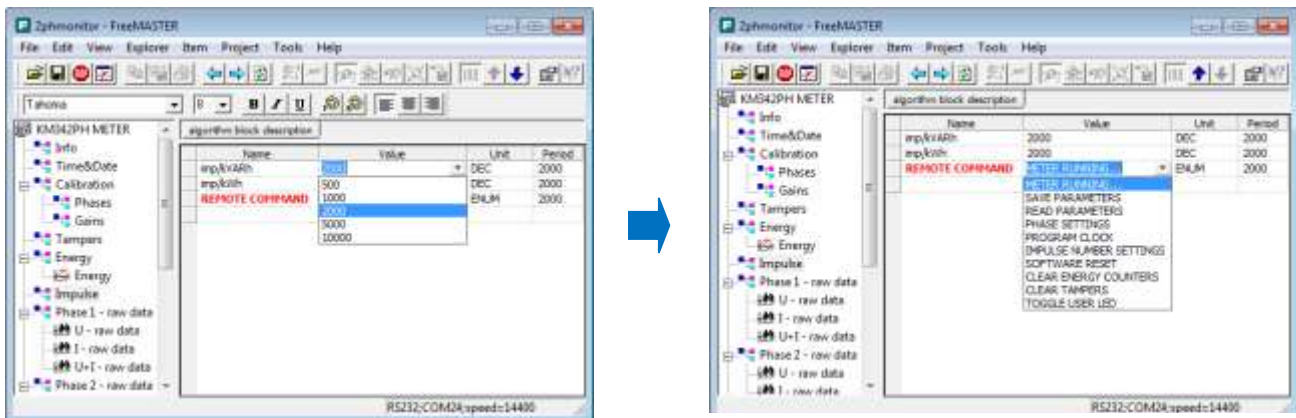 2phmonitor - FreeMASTER
File Edit View Explorer Item Project Tools Help
Tahoma 8 B I U
KM342PH METER
Info
Time&Date
Calibration
Phases
Gains
Tampers
Energy
Energy
Impulse
Phase 1 - raw data
U - raw data
I - raw data
U+I - raw data
Phase 2 - raw data
algorithm block description
Name Value Unit Period
imp/kVARh 2000 DEC 2000
imp/kWh DEC 2000
REMOTE COMMAND ENUM 2000
500
1000
2000
5000
10000
RS232;COM24;speed=14400
2phmonitor - FreeMASTER
File Edit View Explorer Item Project Tools Help
KM342PH METER
Info
Time&Date
Calibration
Phases
Gains
Tampers
Energy
Energy
Impulse
Phase 1 - raw data
U - raw data
I - raw data
U+I - raw data
Phase 2 - raw data
U - raw data
I - raw data
algorithm block description
Name Value Unit Period
imp/kVARh 2000 DEC 2000
imp/kWh 2000 DEC 2000
REMOTE COMMAND METER RUNNING... ENUM 2000
METER RUNNING...
SAVE PARAMETERS
READ PARAMETERS
PHASE SETTINGS
PROGRAM CLOCK
IMPULSE NUMBER SETTINGS
SOFTWARE RESET
CLEAR ENERGY COUNTERS
CLEAR TAMPERS
TOGGLE USER LED
RS232;COM24;speed=14400